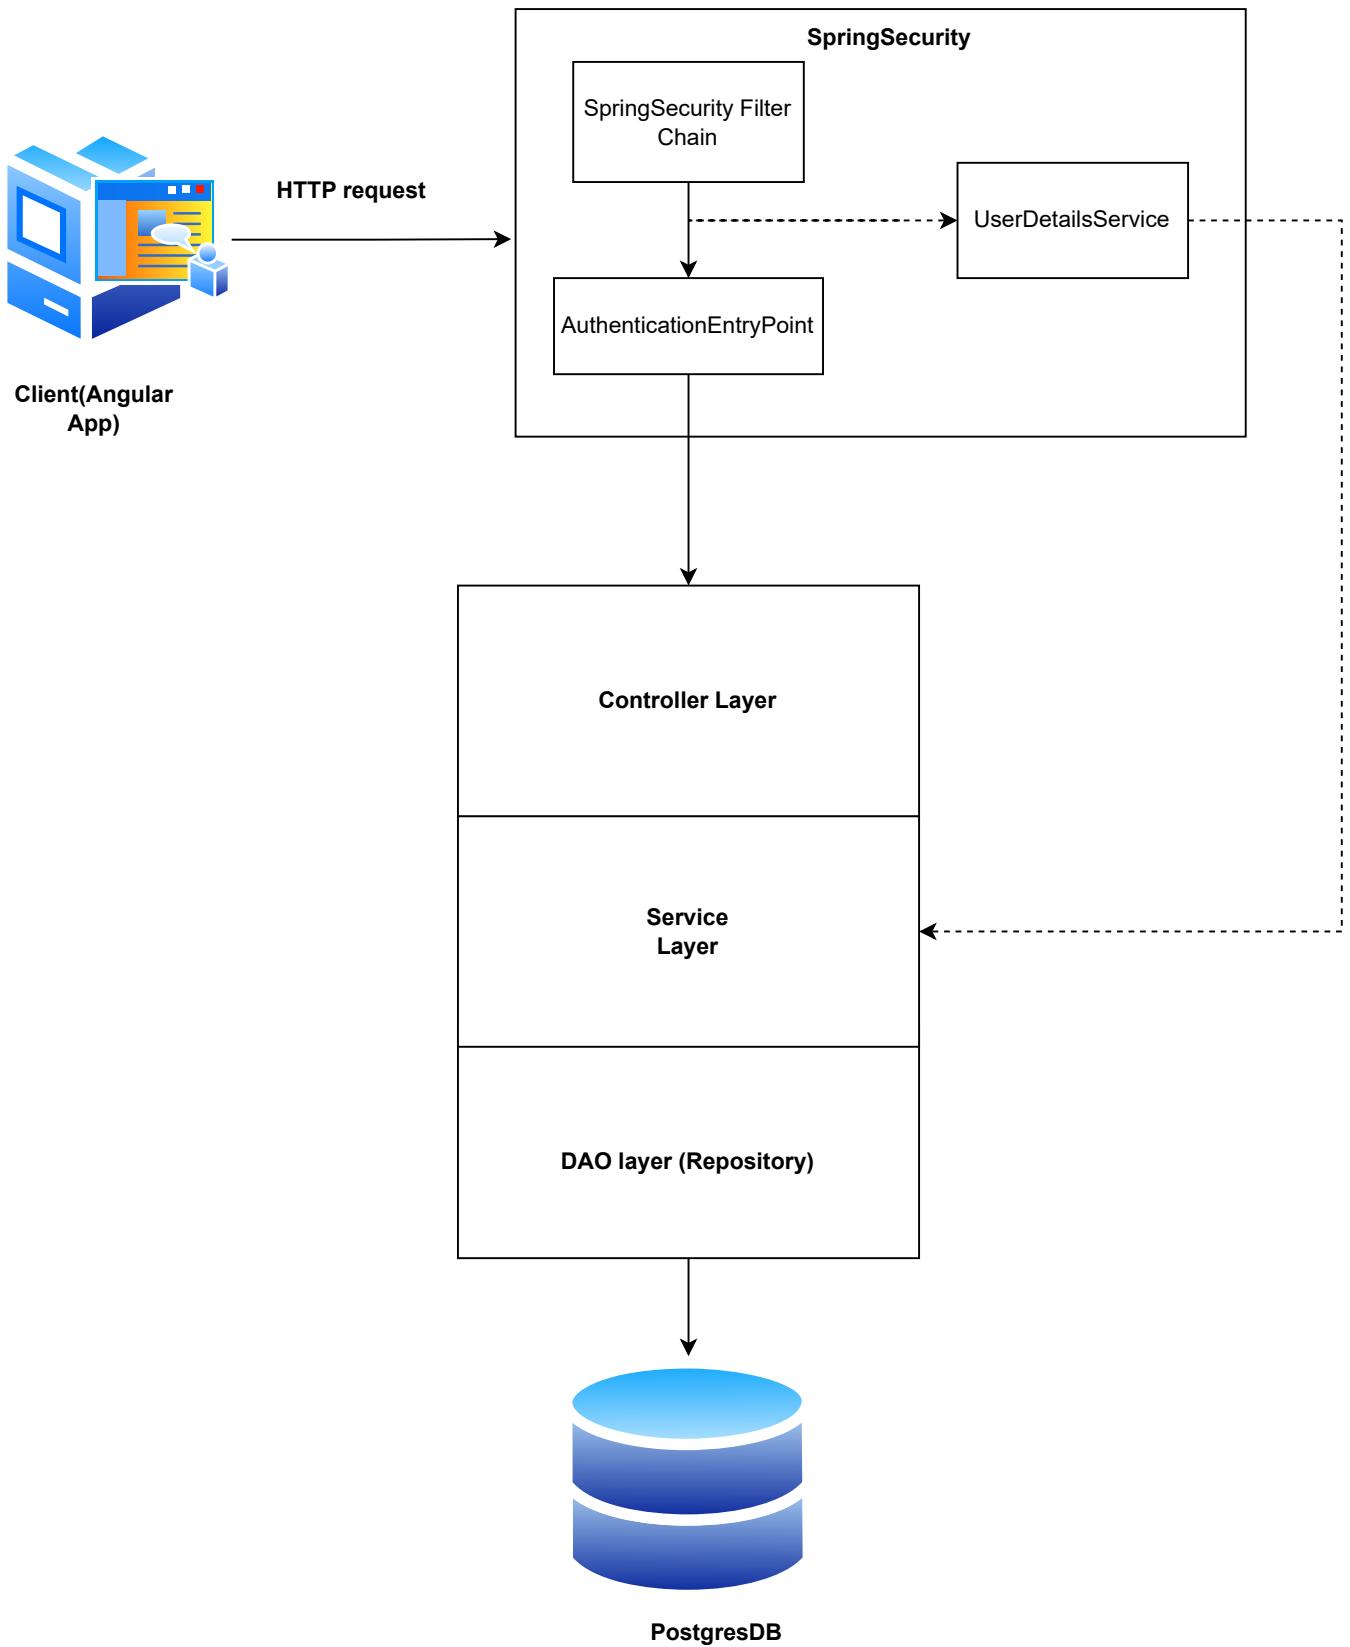 SpringSecurity
SpringSecurity Filter
Chain
HTTP request
UserDetailsService
AuthenticationEntryPoint
Client(Angular
App)
Controller Layer
Service
Layer
DAO layer (Repository)
PostgresDB